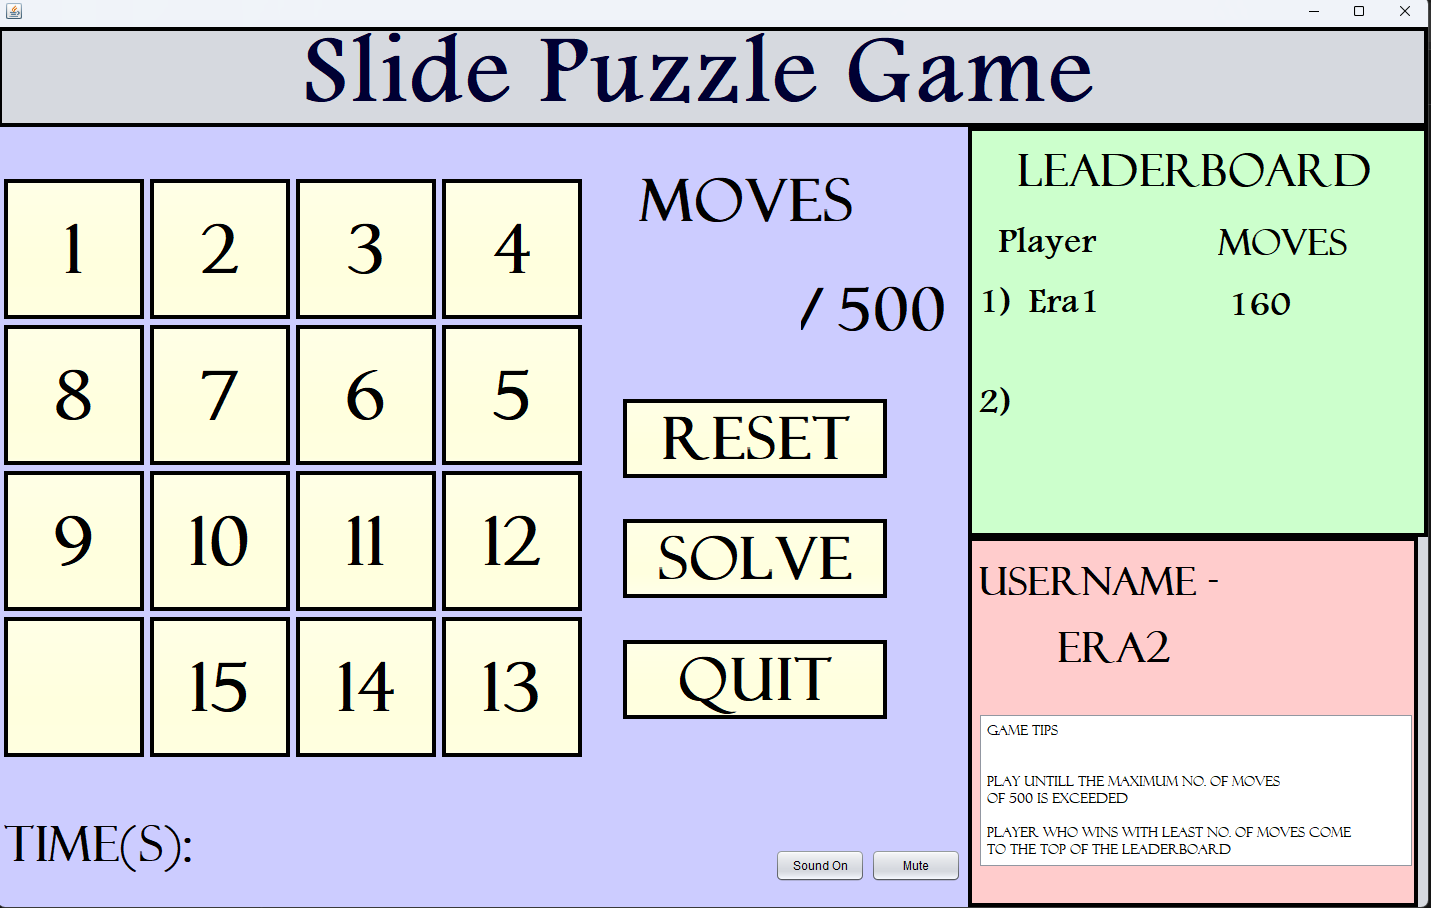 Slide Puzzle Game
1 2 3 4
8 7 6 5
9 10 11 12
15 14 13
TIME(S):
MOVES
/ 500
RESET
SOLVE
QUIT
Sound On
Mute
LEADERBOARD
Player MOVES
1) Era1 160
2)
USERNAME -
ERA2
GAME TIPS
PLAY UNTILL THE MAXIMUM NO. OF MOVES
OF 500 IS EXCEEDED
PLAYER WHO WINS WITH LEAST NO. OF MOVES COME
TO THE TOP OF THE LEADERBOARD